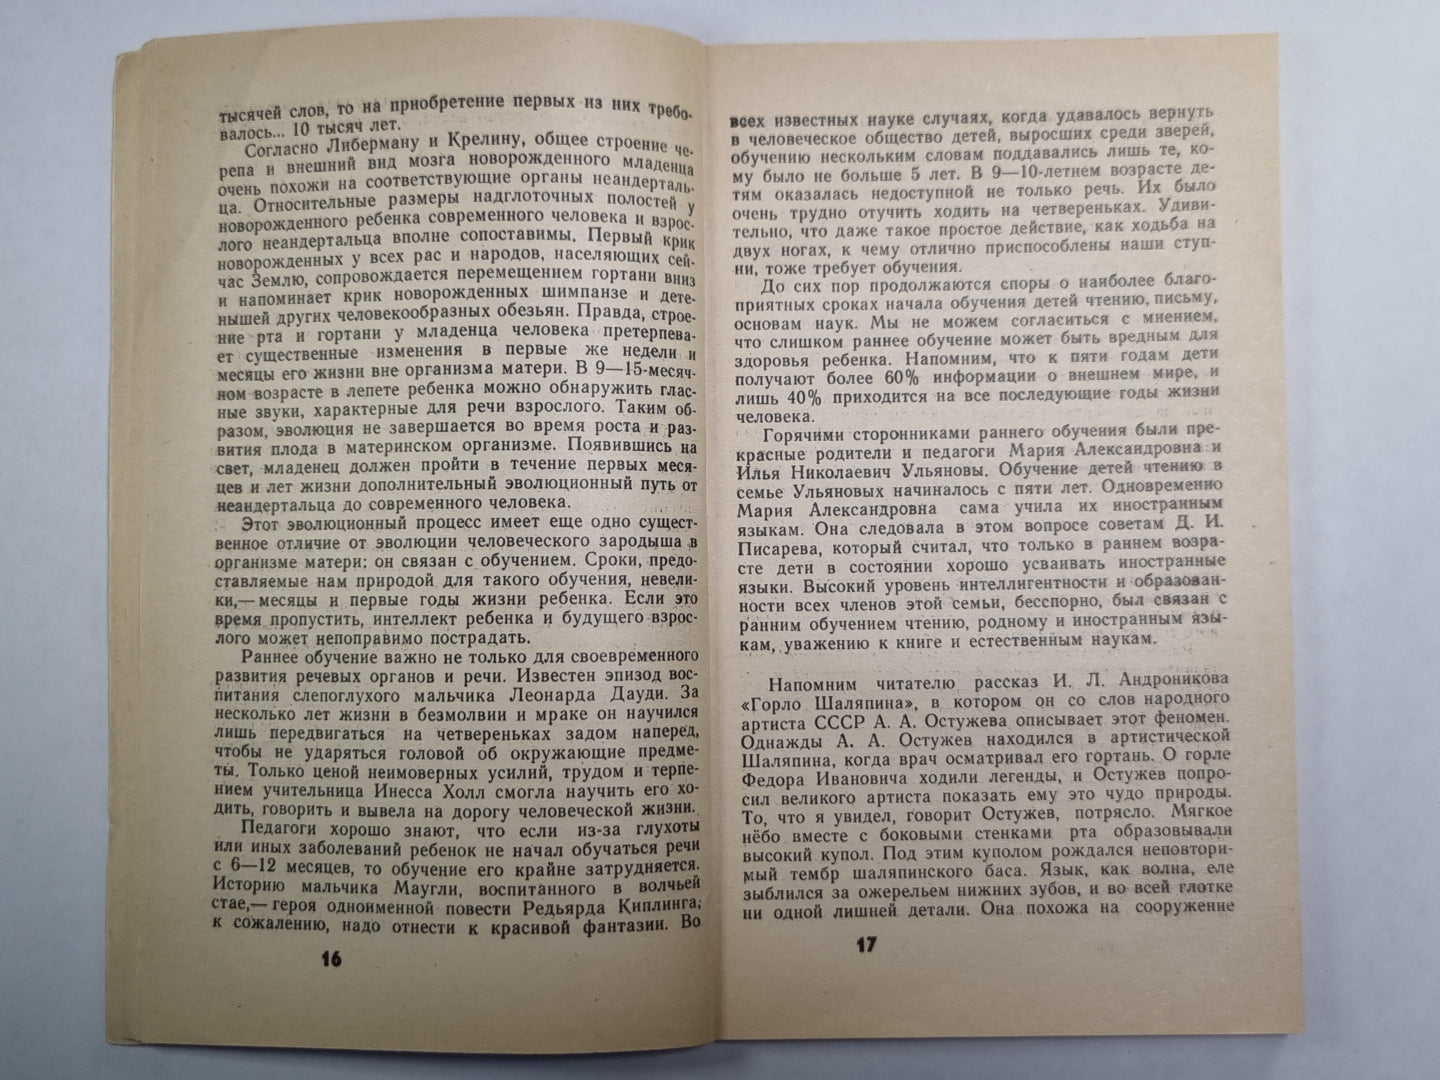 тысячей слов, то на приобретение первых из них требо-
валось... 10 тысяч лет.
Согласно Либерману и Крелину, общее строение че-
репа и внешний вид мозга новорожденного младенца
очень похожи на соответствующие органы неандерталь-
ца. Относительные размеры надглоточных полостей у
новорожденного ребенка современного человека и взрос-
лого неандертальца вполне сопоставимы. Первый крик
новорожденных у всех рас и народов, населяющих сей-
час Землю, сопровождается перемещением гортани вниз
и напоминает крик новорожденных шимпанзе и дете-
нышей других человекообразных обезьян. Правда, строе-
ние рта и гортани у младенца человека претерпева-
ет существенные изменения в первые же недели и
месяцы его жизни вне организма матери. В 9—15-месяч-
ном возрасте в лепете ребенка можно обнаружить глас-
ные звуки, характерные для речи взрослого. Таким об-
разом, эволюция не завершается во время роста и раз-
вития плода в материнском организме. Появившись на
свет, младенец должен пройти в течение первых меся-
цев и лет жизни дополнительный эволюционный путь от
неандертальца до современного человека.
Этот эволюционный процесс имеет еще одно сущест-
венное отличие от эволюции человеческого зародыша в
организме матери: он связан с обучением. Сроки, предо-
ставляемые нам природой для такого обучения, невели-
ки,— месяцы и первые годы жизни ребенка. Если это
время пропустить, интеллект ребенка и будущего взрос-
лого может непоправимо пострадать.
Раннее обучение важно не только для своевременного
развития речевых органов и речи. Известен эпизод вос-
питания слепоглухого мальчика Леонарда Дауди. За
несколько лет жизни в безмолвии и мраке он научился
лишь передвигаться на четвереньках задом наперед,
чтобы не ударяться головой об окружающие предме-
ты. Только ценой неимоверных усилий, трудом и терпе-
нием учительница Инесса Холл смогла научить его хо-
дить, говорить и вывела на дорогу человеческой жизни.
Педагоги хорошо знают, что если из-за глухоты
или иных заболеваний ребенок не начал обучаться речи
с 6—12 месяцев, то обучение его крайне затрудняется.
Историю мальчика Маугли, воспитанного в волчьей
стае,— героя одноименной повести Редьярда Киплинга,
к сожалению, надо отнести к красивой фантазии. Во
16
всех известных науке случаях, когда удавалось вернуть
в человеческое общество детей, выросших среди зверей,
обучению нескольким словам поддавались лишь те, ко-
му было не больше 5 лет. В 9—10-летнем возрасте де-
тям оказалась недоступной не только речь. Их было
очень трудно отучить ходить на четвереньках. Удиви-
тельно, что даже такое простое действие, как ходьба на
двух ногах, к чему отлично приспособлены наши ступ-
ни, тоже требует обучения.
До сих пор продолжаются споры о наиболее благо-
приятных сроках начала обучения детей чтению, письму,
основам наук. Мы не можем согласиться с мнением,
что слишком раннее обучение может быть вредным для
здоровья ребенка. Напомним, что к пяти годам дети
получают более 60% информации о внешнем мире, и
лишь 40% приходится на все последующие годы жизни
человека.
Горячими сторонниками раннего обучения были пре-
красные родители и педагоги Мария Александровна и
Илья Николаевич Ульяновы. Обучение детей чтению в
семье Ульяновых начиналось с пяти лет. Одновременно
Мария Александровна сама учила их иностранным
языкам. Она следовала в этом вопросе советам Д. И.
Писарева, который считал, что только в раннем возра-
сте дети в состоянии хорошо усваивать иностранные
языки. Высокий уровень интеллигентности и образован-
ности всех членов этой семьи, бесспорно, был связан с
ранним обучением чтению, родному и иностранным язы-
кам, уважению к книге и естественным наукам.
Напомним читателю рассказ И. Л. Андроникова
«Горло Шаляпина», в котором он со слов народного
артиста СССР А. А. Остужева описывает этот феномен.
Однажды А. А. Остужев находился в артистической
Шаляпина, когда врач осматривал его гортань. О горле
Федора Ивановича ходили легенды, и Остужев попро-
сил великого артиста показать ему это чудо природы.
То, что я увидел, говорит Остужев, потрясло. Мягкое
нёбо вместе с боковыми стенками рта образовывали
высокий купол. Под этим куполом рождался неповтори-
мый тембр шаляпинского баса. Язык, как волна, еле
зыблился за ожерельем нижних зубов, и во всей глотке
ни одной лишней детали. Она похожа на сооружение
17